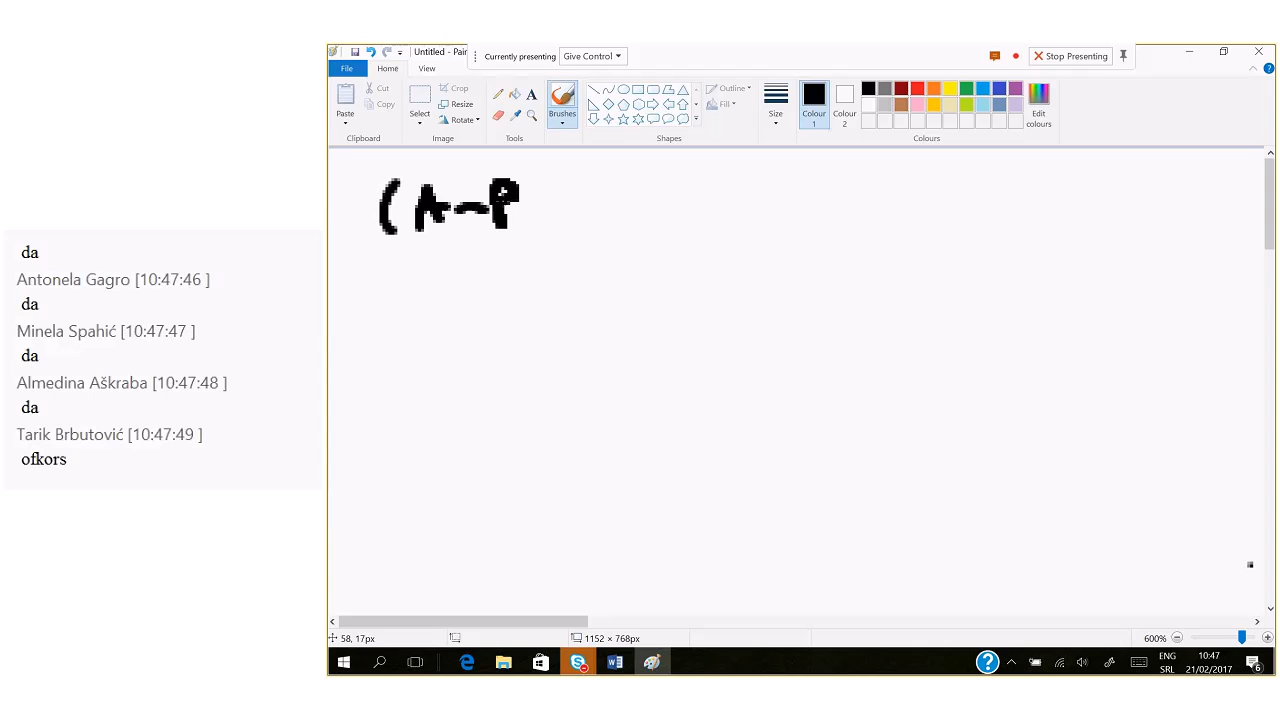 da
Antonela Gagro [10:47:46 ]
da
Minela Spahić [10:47:47 ]
da
Almedina Aškraba [10:47:48 ]
da
Tarik Brbutović [10:47:49 ]
ofkors
Untitled - Pain
Currently presenting
Give Control
Stop Presenting
File
Home
View
Paste
Cut
Copy
Clipboard
Select
Crop
Resize
Rotate
Image
A
Tools
Brushes
Outline
Fill
Shapes
Size
Colour 1
Colour 2
Edit colours
Colours
(A-P
58, 17px
1152 × 768px
600%
ENG
SRL
10:47
21/02/2017
6